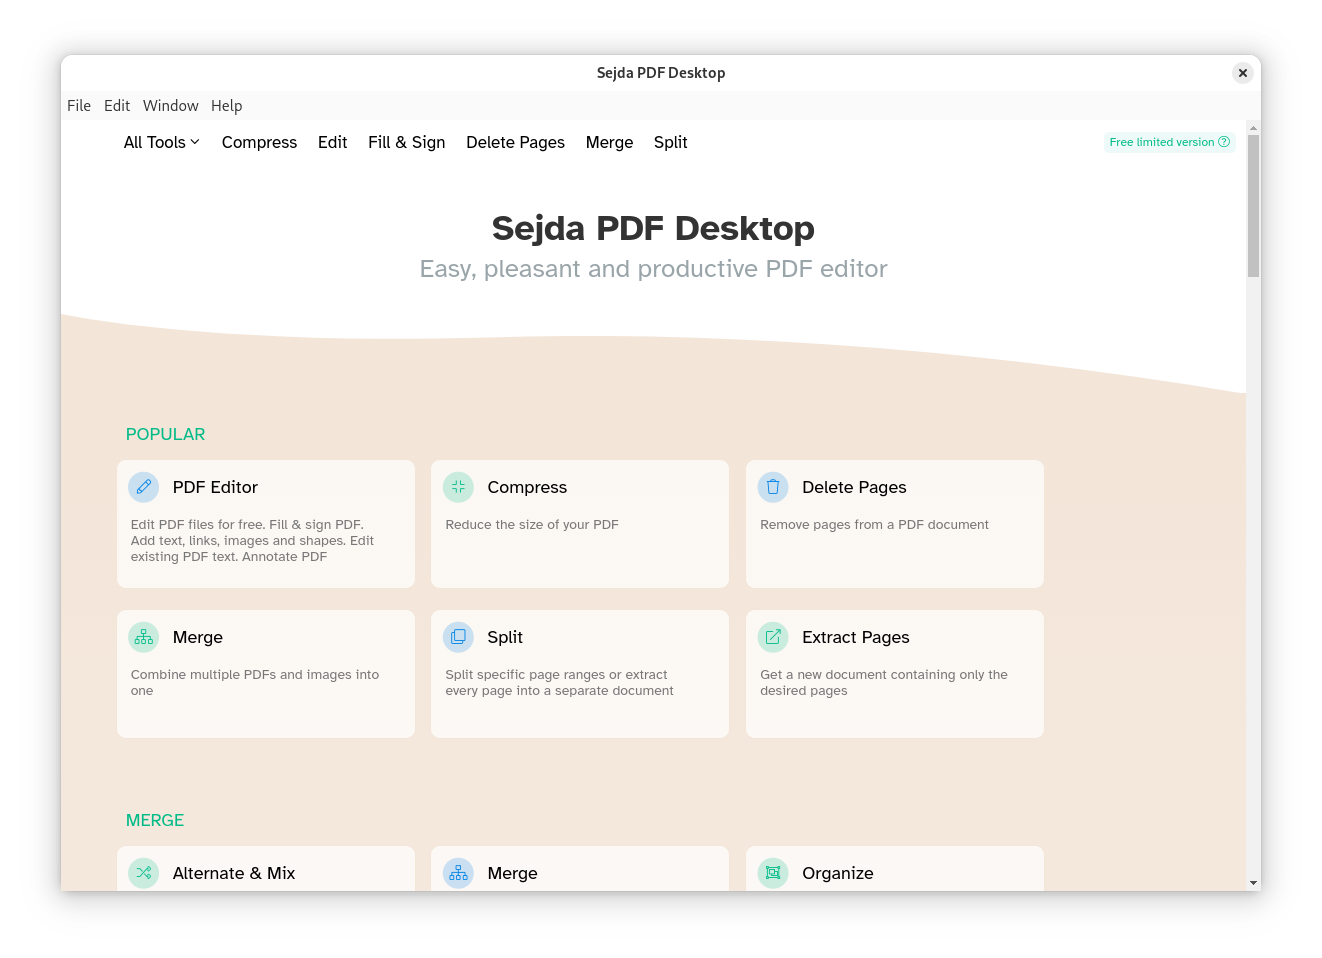 Sejda PDF Desktop
File Edit Window Help
All Tools Compress Edit Fill & Sign Delete Pages Merge Split Free limited version
Sejda PDF Desktop
Easy, pleasant and productive PDF editor
POPULAR
PDF Editor
Edit PDF files for free. Fill & sign PDF.
Add text, links, images and shapes. Edit
existing PDF text. Annotate PDF
Compress
Reduce the size of your PDF
Delete Pages
Remove pages from a PDF document
Merge
Combine multiple PDFs and images into
one
Split
Split specific page ranges or extract
every page into a separate document
Extract Pages
Get a new document containing only the
desired pages
MERGE
Alternate & Mix
Merge
Organize